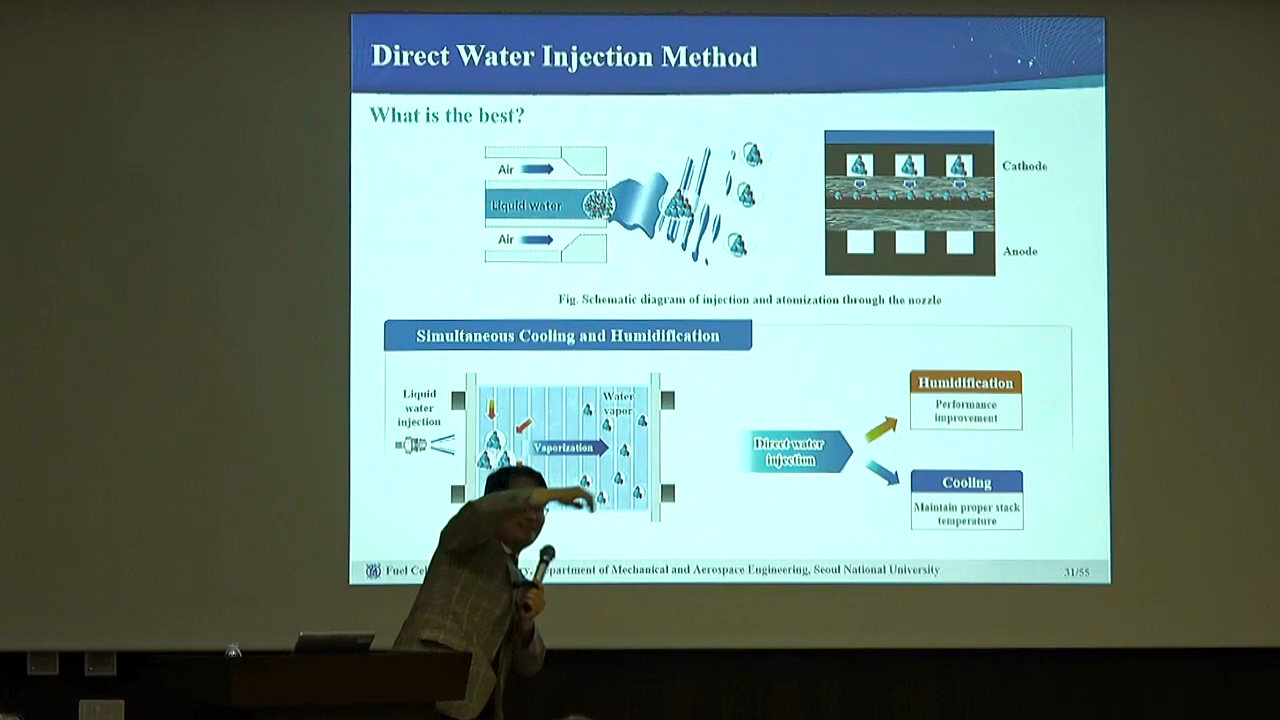 Direct Water Injection Method
What is the best?
Air
Liquid water
Air
Cathode
Anode
Fig. Schematic diagram of injection and atomization through the nozzle
Simultaneous Cooling and Humidification
Liquid
water
injection
Water
vapor
Vaporization
Direct water
injection
Humidification
Performance
improvement
Cooling
Maintain proper stack
temperature
Fuel of Mechanical and Aerospace Engineering, Seoul National University
31/55